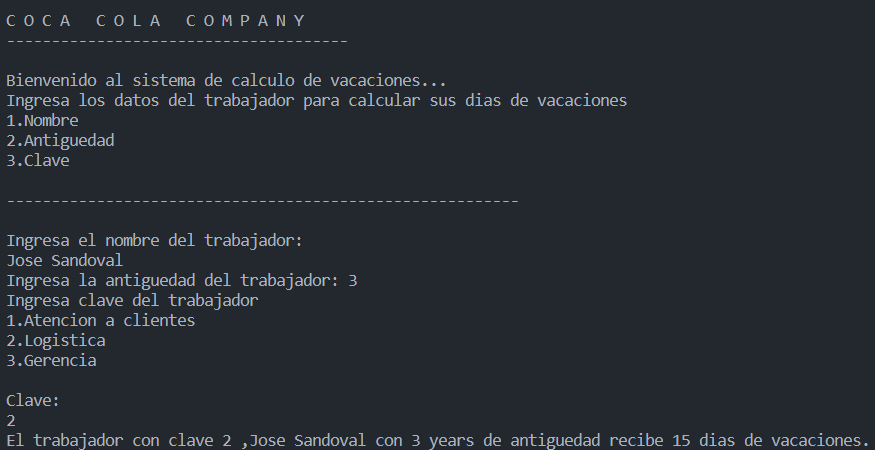 C O C A   C O L A   C O M P A N Y
--------------------------------------
Bienvenido al sistema de calculo de vacaciones...
Ingresa los datos del trabajador para calcular sus dias de vacaciones
1.Nombre
2.Antiguedad
3.Clave
---------------------------------------------------------
Ingresa el nombre del trabajador:
Jose Sandoval
Ingresa la antiguedad del trabajador: 3
Ingresa clave del trabajador
1.Atencion a clientes
2.Logistica
3.Gerencia
Clave:
2
El trabajador con clave 2 ,Jose Sandoval con 3 years de antiguedad recibe 15 dias de vacaciones.